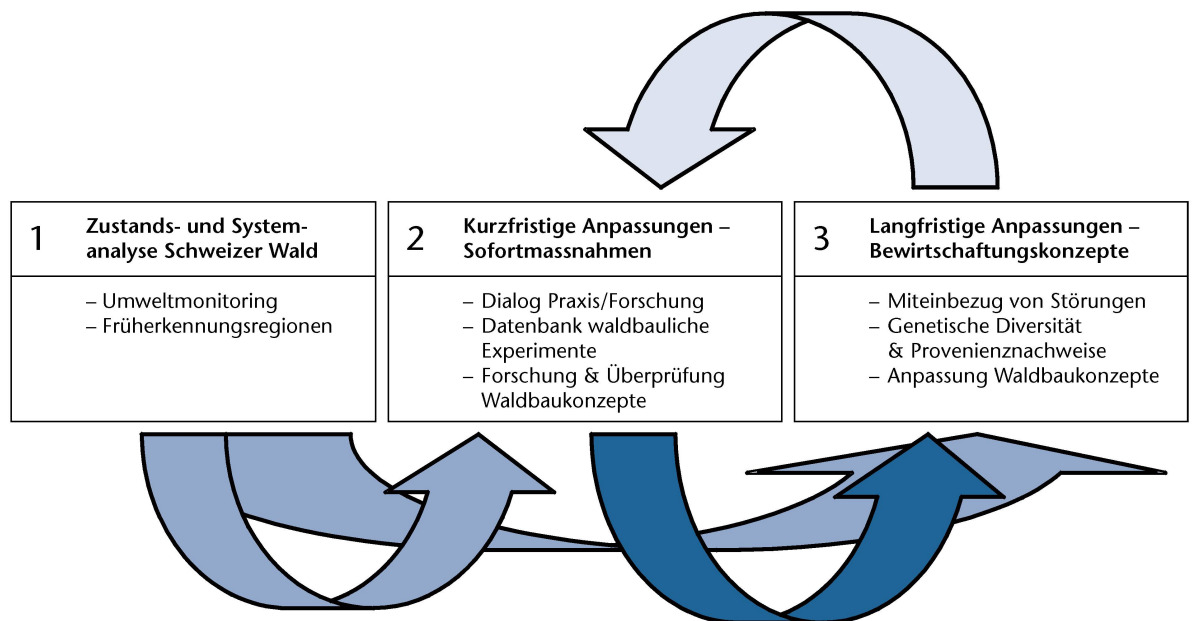 1
Zustands- und System-
analyse Schweizer Wald
– Umweltmonitoring
– Früherkennungsregionen
2
Kurzfristige Anpassungen –
Sofortmassnahmen
– Dialog Praxis/Forschung
– Datenbank waldbauliche
Experimente
– Forschung & Überprüfung
Waldbaukonzepte
3
Langfristige Anpassungen –
Bewirtschaftungskonzepte
– Miteinbezug von Störungen
– Genetische Diversität
& Provenienznachweise
– Anpassung Waldbaukonzepte